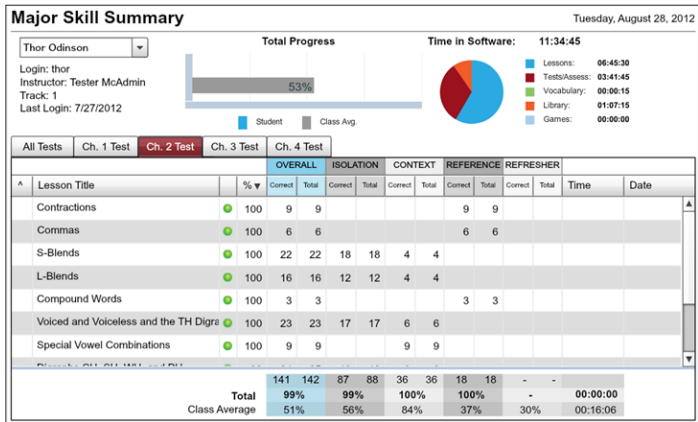 Major Skill Summary
Tuesday, August 28, 2012
Thor Odinson
Login: thor
Instructor: Tester McAdmin
Track: 1
Last Login: 7/27/2012
Total Progress
53%
Student Class Avg.
Time in Software: 11:34:45
Lessons: 06:45:30
Tests/Assess: 03:41:45
Vocabulary: 00:00:15
Library: 01:07:15
Games: 00:00:00
All Tests Ch. 1 Test Ch. 2 Test Ch. 3 Test Ch. 4 Test
OVERALL ISOLATION CONTEXT REFERENCE REFRESHER
^ Lesson Title % Correct Total Correct Total Correct Total Correct Total Correct Total Time Date
Contractions 100 9 9 9 9
Commas 100 6 6 6 6
S-Blends 100 22 22 18 18 4 4
L-Blends 100 16 16 12 12 4 4
Compound Words 100 3 3 3 3
Voiced and Voiceless and the TH Digra 100 23 23 17 17 6 6
Special Vowel Combinations 100 9 9 9 9
141 142 87 88 36 36 18 18 - -
Total 99% 99% 100% 100% - 00:00:00
Class Average 51% 56% 84% 37% 30% 00:16:06